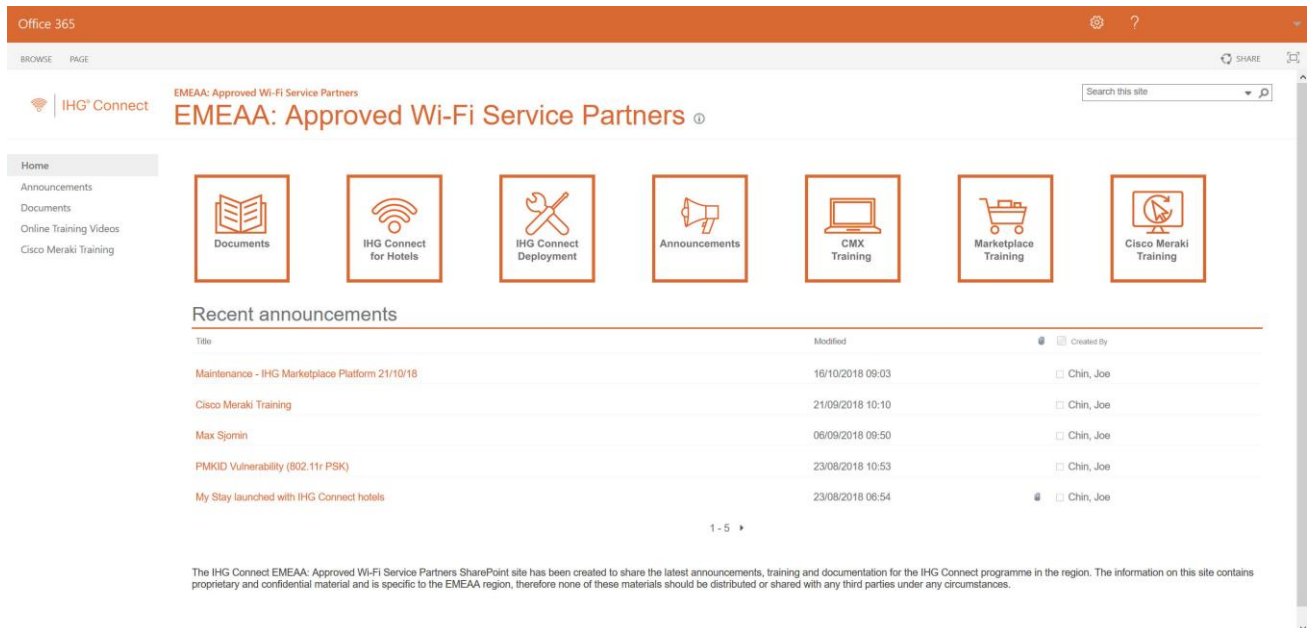 Office 365
?
BROWSE PAGE
SHARE
IHG® Connect
EMEAA: Approved Wi-Fi Service Partners
EMEAA: Approved Wi-Fi Service Partners
Search this site
Home
Announcements
Documents
Online Training Videos
Cisco Meraki Training
Documents
IHG Connect
for Hotels
IHG Connect
Deployment
Announcements
CMX
Training
Marketplace
Training
Cisco Meraki
Training
Recent announcements
Title Modified Created By
Maintenance - IHG Marketplace Platform 21/10/18 16/10/2018 09:03 Chin, Joe
Cisco Meraki Training 21/09/2018 10:10 Chin, Joe
Max Sjomin 06/09/2018 09:50 Chin, Joe
PMKID Vulnerability (802.11r PSK) 23/08/2018 10:53 Chin, Joe
My Stay launched with IHG Connect hotels 23/08/2018 06:54 Chin, Joe
1 - 5
The IHG Connect EMEAA: Approved Wi-Fi Service Partners SharePoint site has been created to share the latest announcements, training and documentation for the IHG Connect programme in the region. The information on this site contains
proprietary and confidential material and is specific to the EMEAA region, therefore none of these materials should be distributed or shared with any third parties under any circumstances.